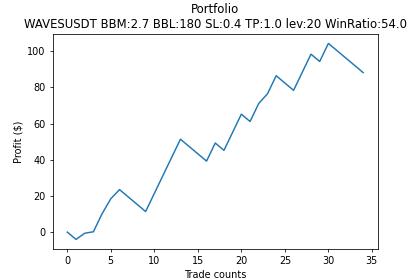 Portfolio
WAVESUSDT BBM:2.7 BBL:180 SL:0.4 TP:1.0 lev:20 WinRatio:54.0
100
80
60
40
20
0
Profit ($)
0 5 10 15 20 25 30 35
Trade counts